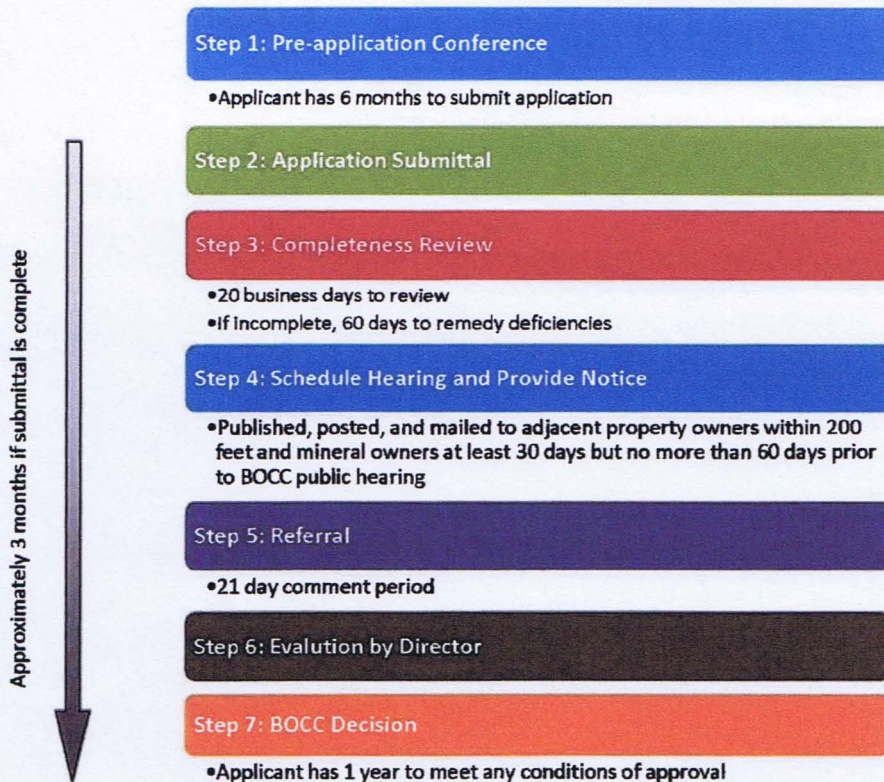 Step 1: Pre-application Conference
•Applicant has 6 months to submit application
Step 2: Application Submittal
Step 3: Completeness Review
•20 business days to review
•If incomplete, 60 days to remedy deficiencies
Step 4: Schedule Hearing and Provide Notice
•Published, posted, and mailed to adjacent property owners within 200
feet and mineral owners at least 30 days but no more than 60 days prior
to BOCC public hearing
Step 5: Referral
•21 day comment period
Step 6: Evalution by Director
Step 7: BOCC Decision
•Applicant has 1 year to meet any conditions of approval
Approximately 3 months if submittal is complete